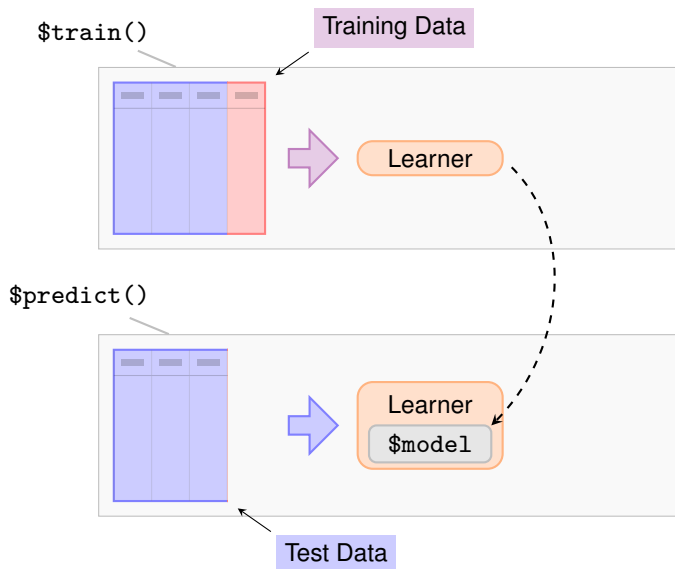 $train()
Training Data
Learner
$predict()
Learner
$model
Test Data